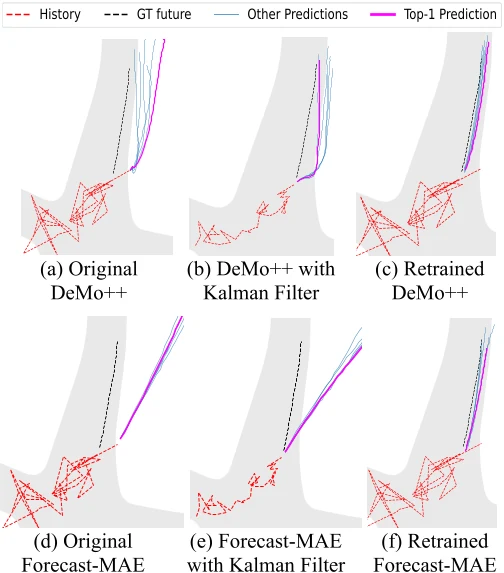 History GT future Other Predictions Top-1 Prediction
(a) Original
DeMo++
(b) DeMo++ with
Kalman Filter
(c) Retrained
DeMo++
(d) Original
Forecast-MAE
(e) Forecast-MAE
with Kalman Filter
(f) Retrained
Forecast-MAE